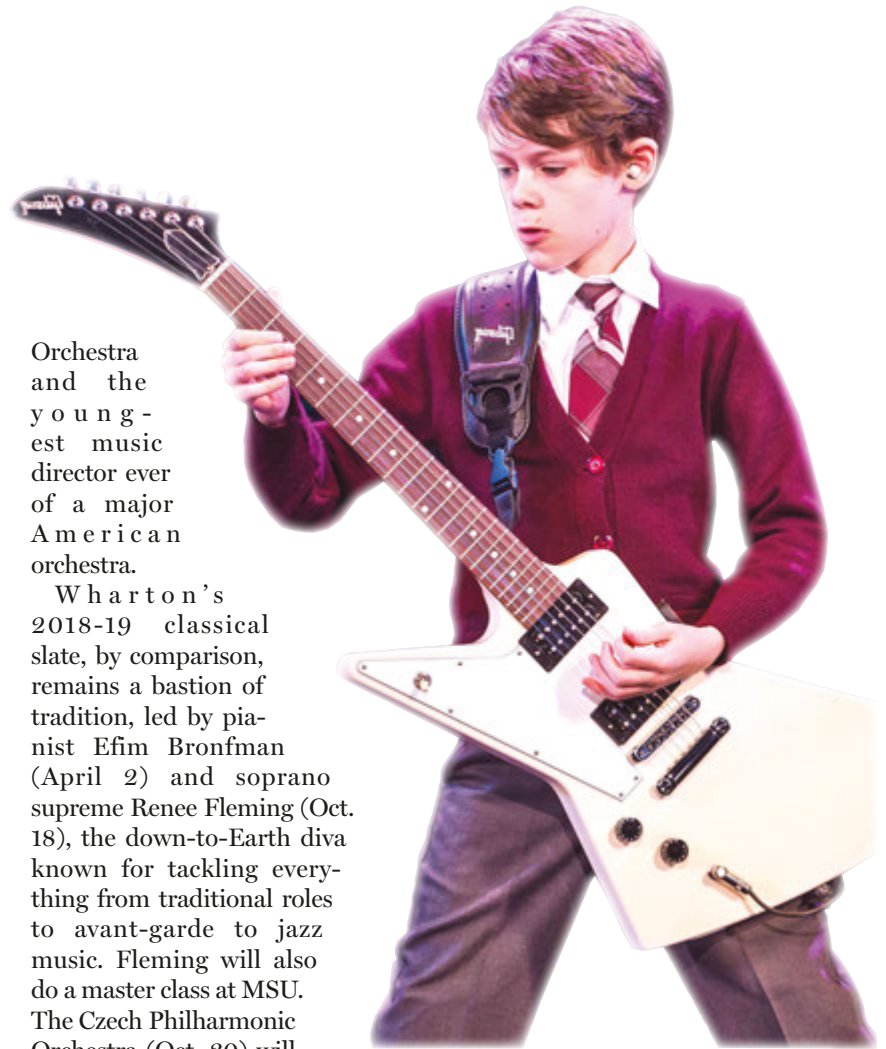 Orchestra
and the
young-
est music
director ever
of a major
American
orchestra.
Wharton's
2018-19 classical
slate, by comparison,
remains a bastion of
tradition, led by pia-
nist Efim Bronfman
(April 2) and soprano
supreme Renee Fleming (Oct.
18), the down-to-Earth diva
known for tackling every-
thing from traditional roles
to avant-garde to jazz
music. Fleming will also
do a master class at MSU.
The Czech Philharmonic
Orchestra (Oct. will